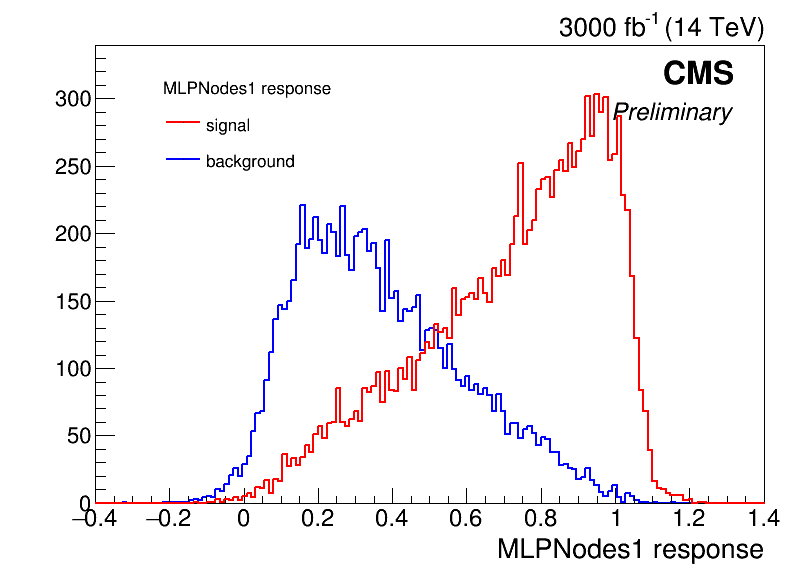 3000 fb-1 (14 TeV)
CMS
Preliminary
MLPNodes1 response
signal
background
300
250
200
150
100
50
0
−0.4 −0.2 0 0.2 0.4 0.6 0.8 1 1.2 1.4
MLPNodes1 response